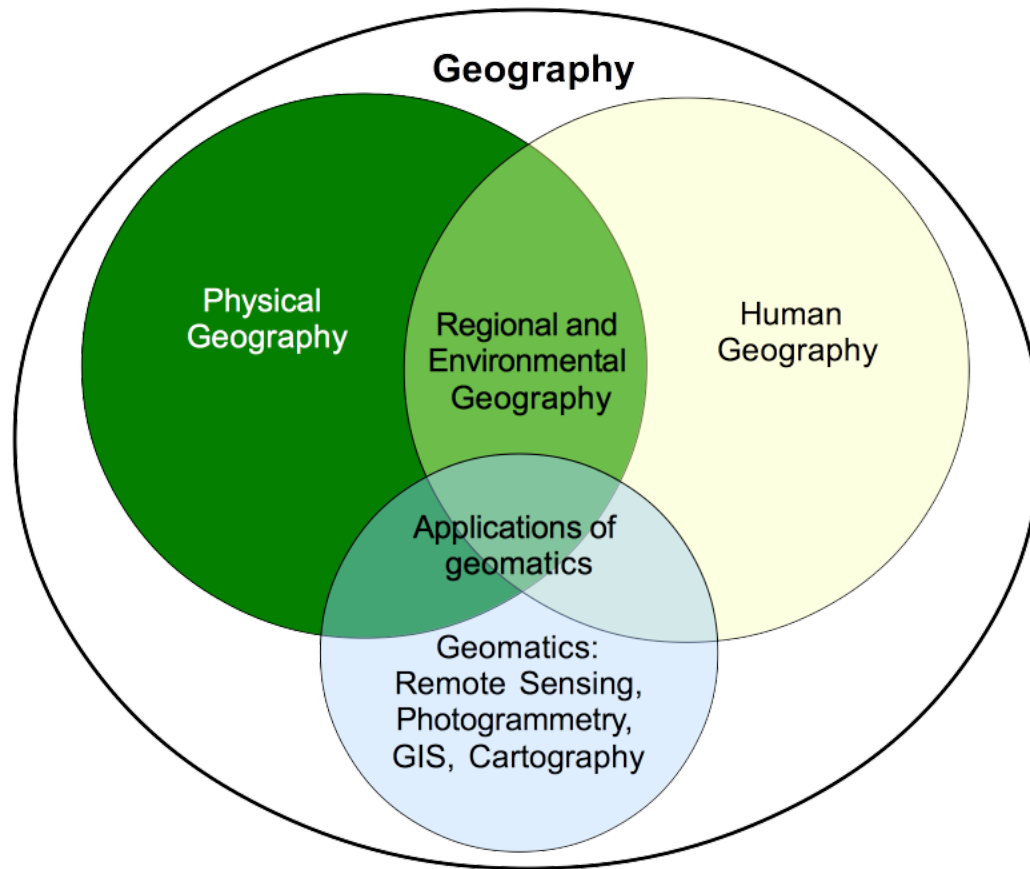 Geography
Physical
Geography
Regional and
Environmental
Geography
Human
Geography
Applications of
geomatics
Geomatics:
Remote Sensing,
Photogrammetry,
GIS, Cartography